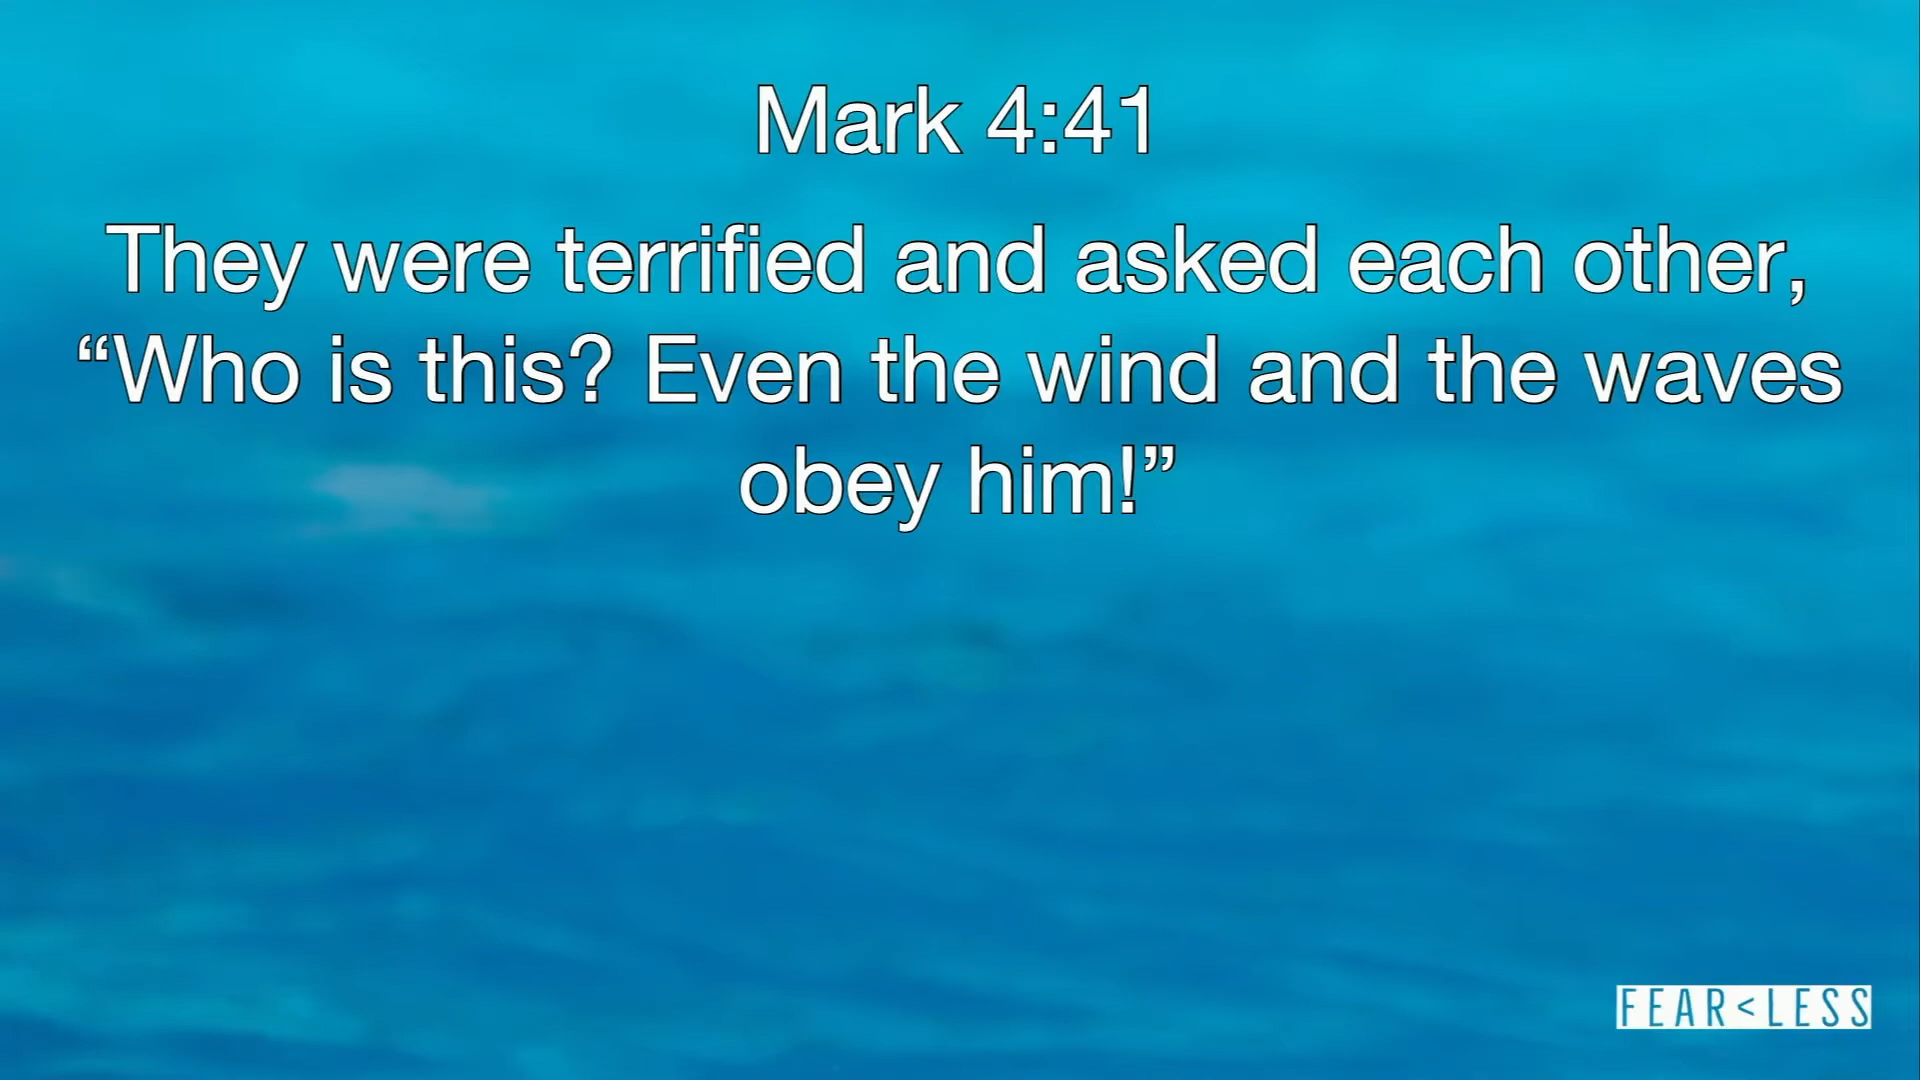 Mark 4:41
They were terrified and asked each other,
“Who is this? Even the wind and the waves
obey him!”
FEAR<LESS